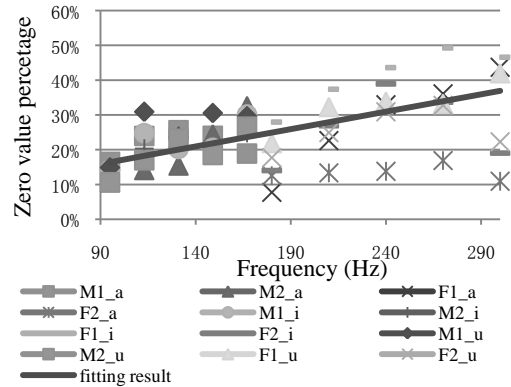 Zero value percetage
50%
40%
30%
20%
10%
0%
90 140 190 240 290
Frequency (Hz)
M1_a M2_a F1_a
F2_a M1_i M2_i
F1_i F2_i M1_u
M2_u F1_u F2_u
fitting result